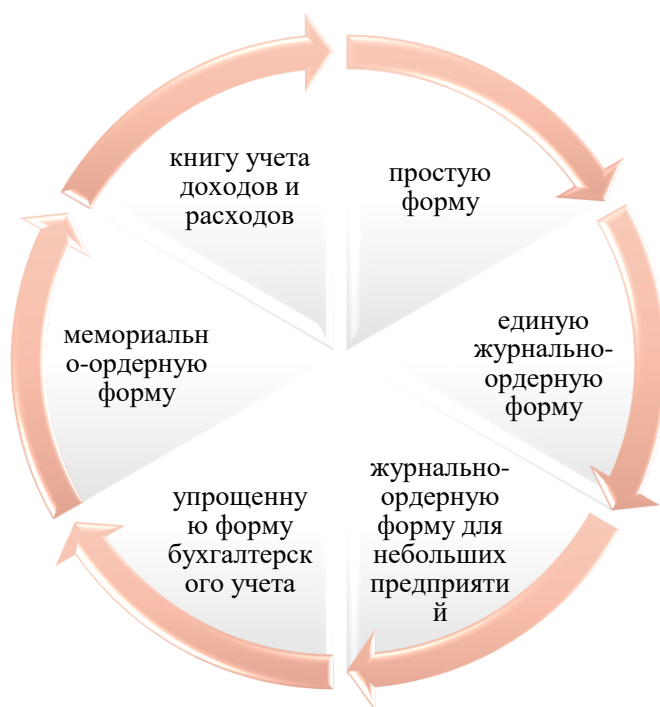 книгу учета
доходов и
расходов
простую
форму
единую
журнально-
ордерную
форму
журнально-
ордерную
форму для
небольших
предприяти
й
упрощенну
ю форму
бухгалтерск
ого учета
мемориальн
о-ордерную
форму